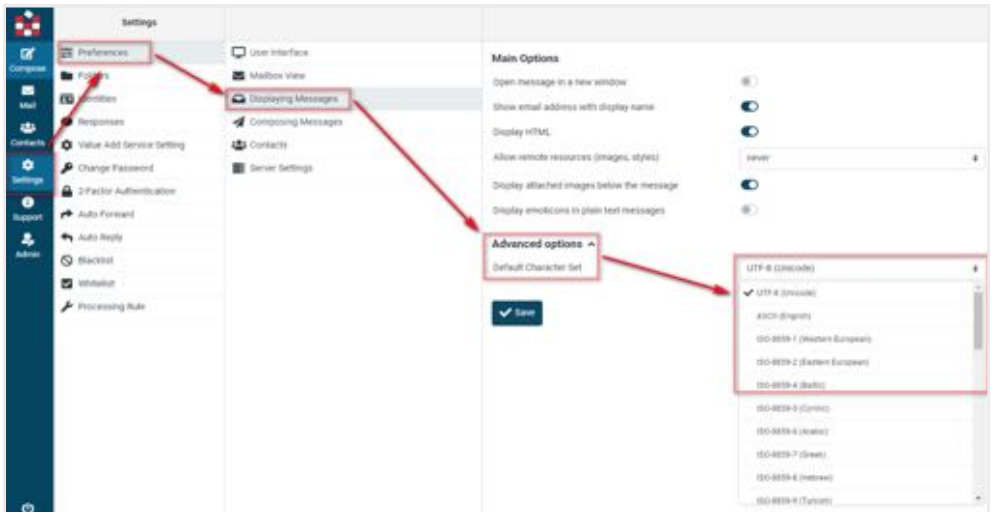 Settings
Compose
Mail
Contacts
Settings
Support
Admin
Preferences
Folders
Identities
Responses
Value Add Service Setting
Change Password
2-Factor Authentication
Auto Forward
Auto Reply
Blacklist
Whitelist
Processing Rule
User Interface
Mailbox View
Displaying Messages
Composing Messages
Contacts
Server Settings
Main Options
Open message in a new window
Show email address with display name
Display HTML
Allow remote resources (images, styles)
never
Display attached images below the message
Display emoticons in plain text messages
Advanced options
Default Character Set
Save
UTF-8 (Unicode)
UTF-8 (Unicode)
ASCII (English)
ISO-8859-1 (Western European)
ISO-8859-2 (Eastern European)
ISO-8859-4 (Baltic)
ISO-8859-5 (Cyrillic)
ISO-8859-6 (Arabic)
ISO-8859-7 (Greek)
ISO-8859-8 (Hebrew)
ISO-8859-9 (Turkish)